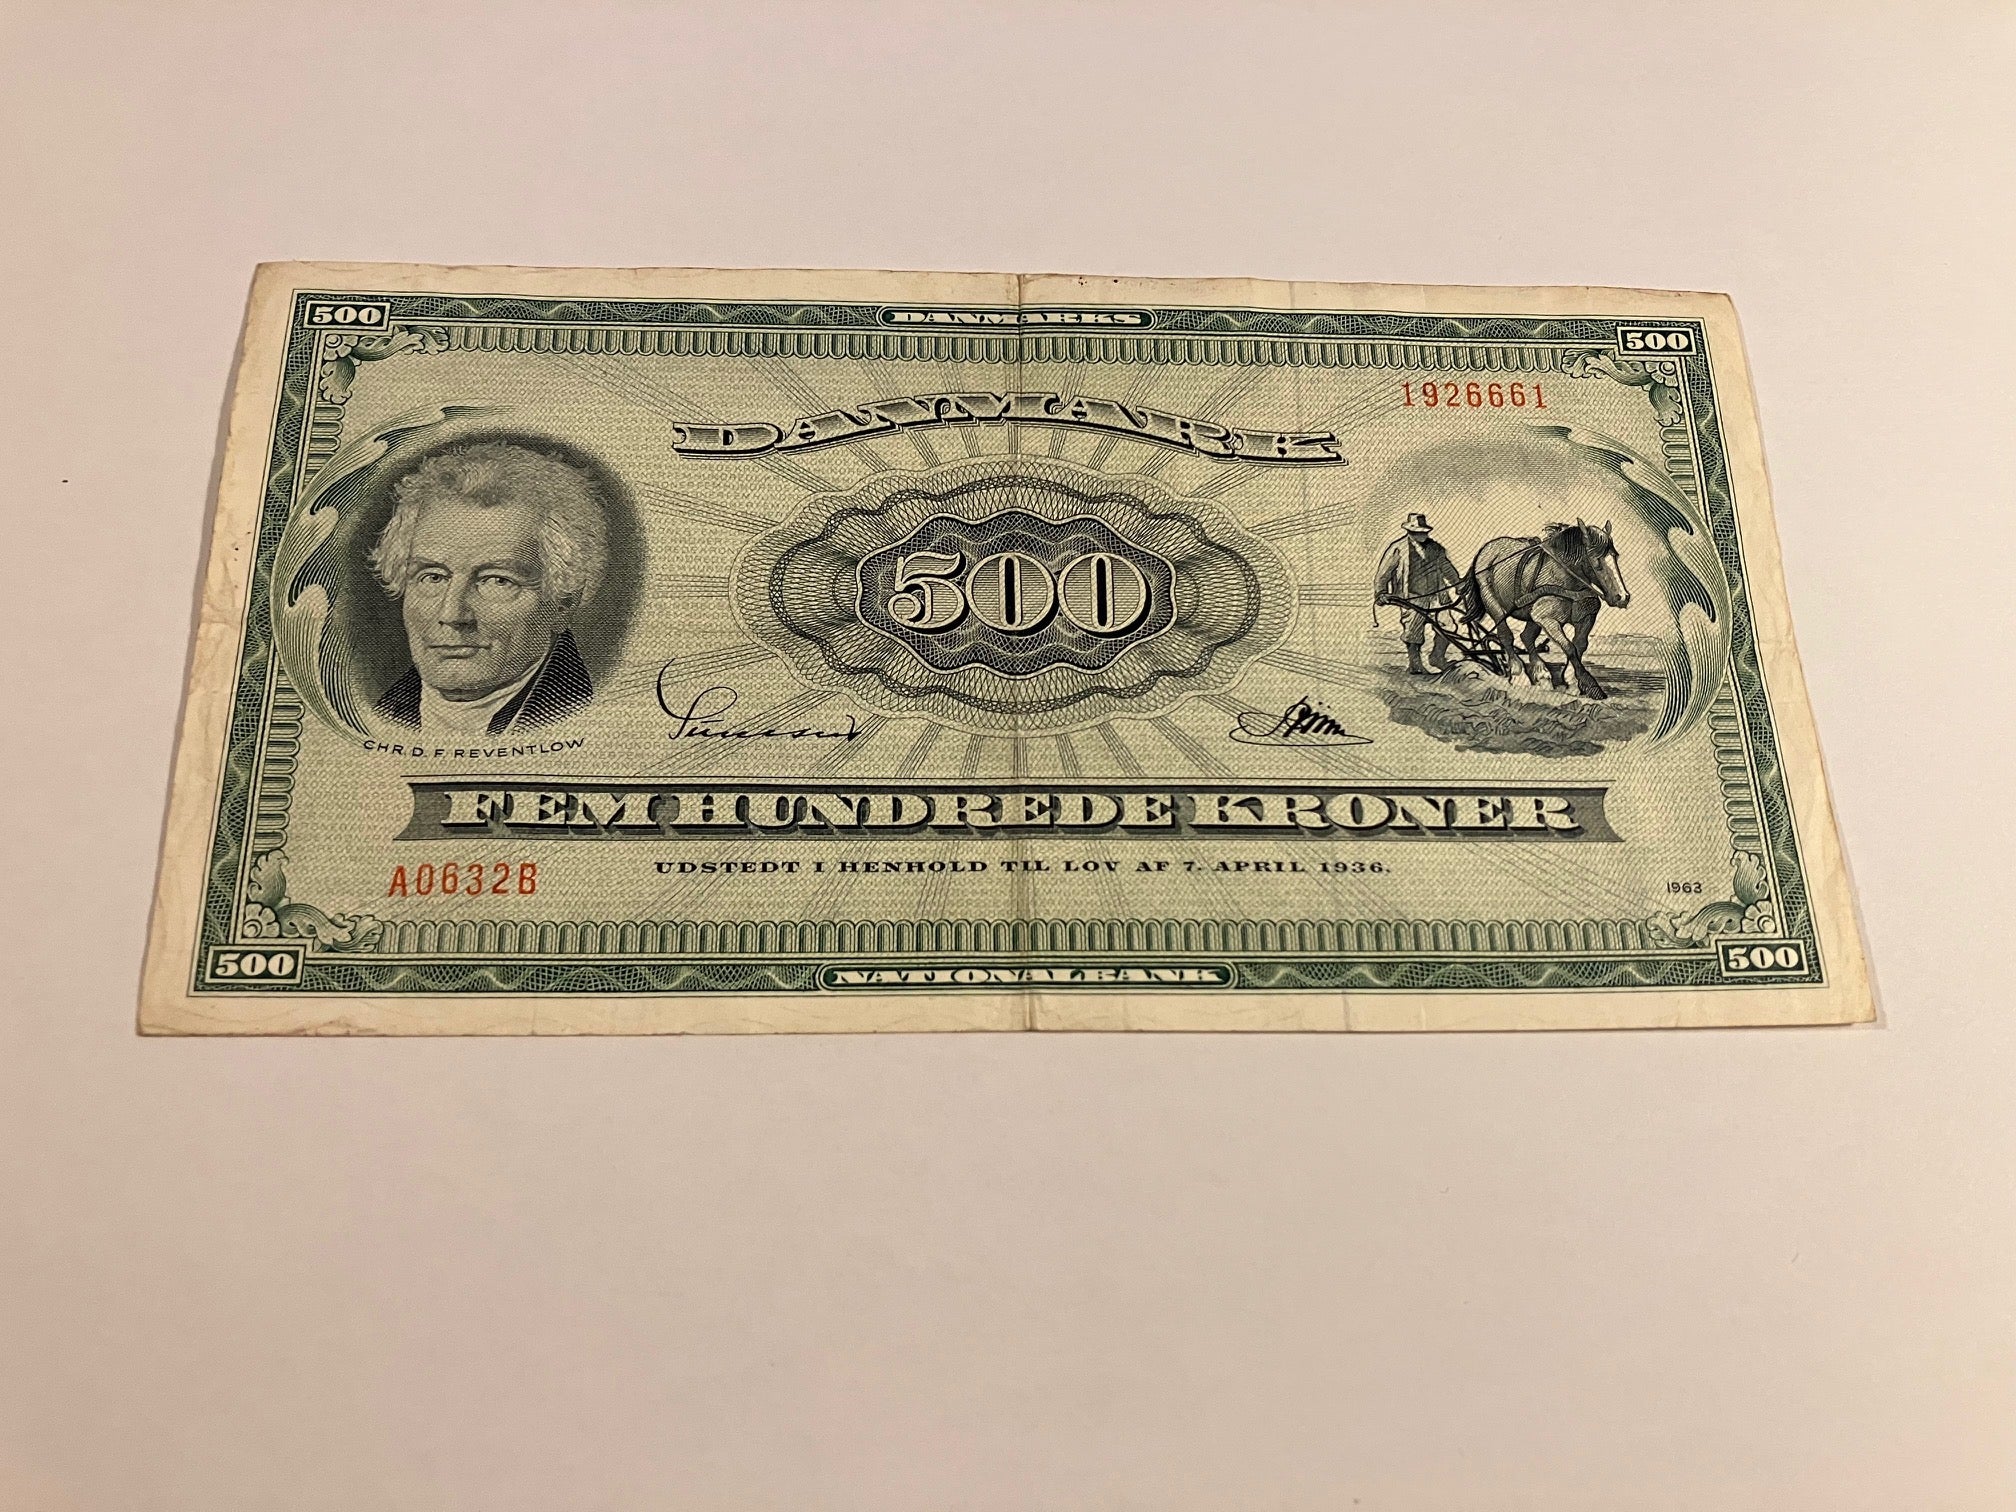 500
DANMARKS
500
1926661
DANMARK
500
CHR. D. F. REVENTLOW
FEM HUNDREDE KRONER
UDSTEDT I HENHOLD TIL LOV AF 7. APRIL 1936.
A0632B
1963
500
NATIONALBANK
500